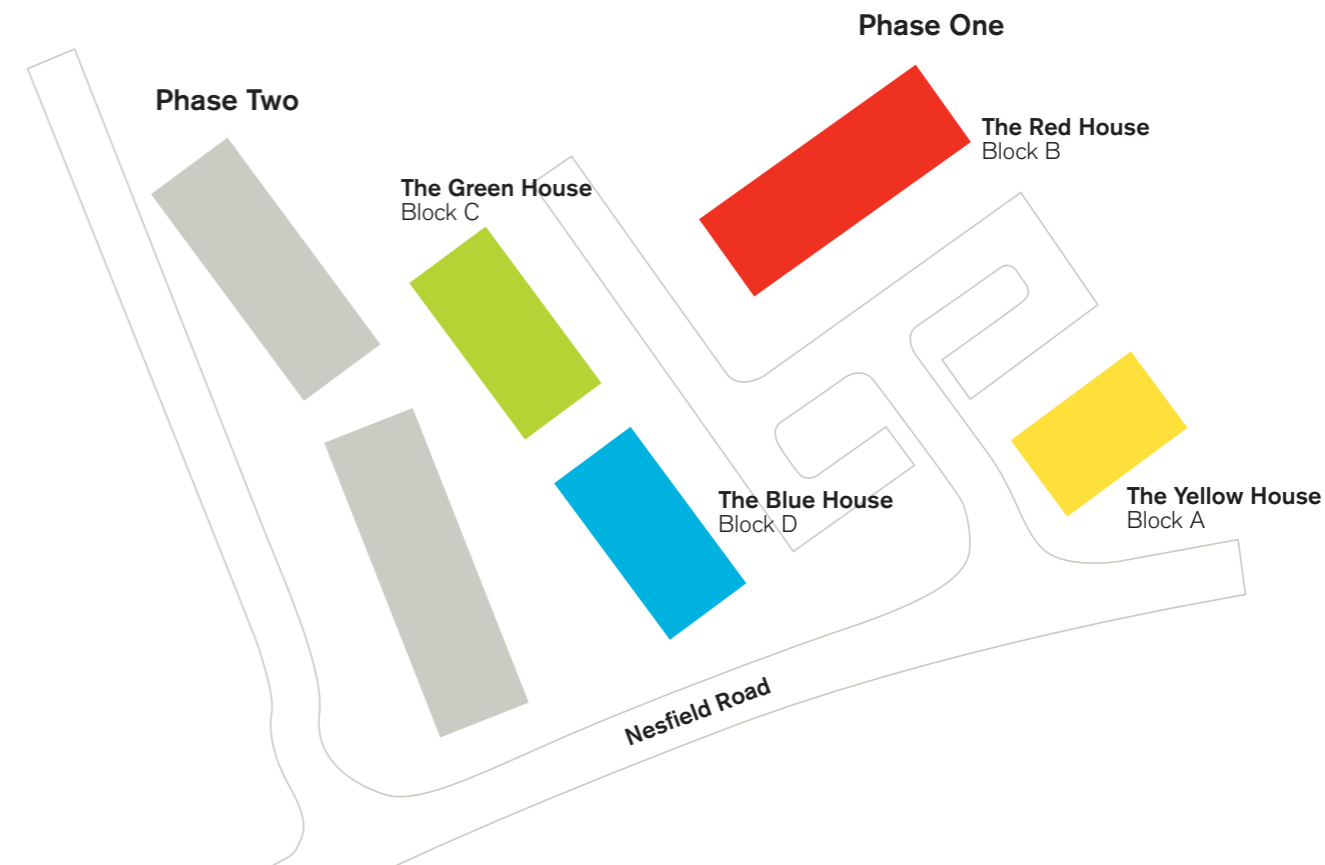 Phase One
Phase Two
The Red House
Block B
The Green House
Block C
The Blue House
Block D
The Yellow House
Block A
Nesfield Road